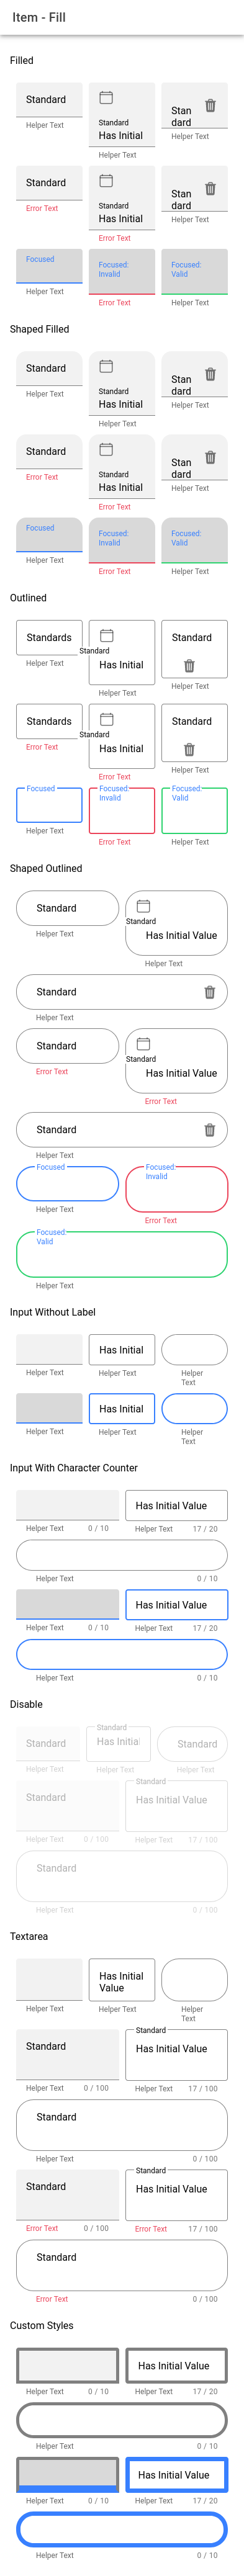 Item - Fill
Filled
Standard
Standard
Has Initial
Stan
dard
Helper Text
Helper Text
Helper Text
Standard
Standard
Has Initial
Stan
dard
Error Text
Error Text
Helper Text
Focused
Focused:
Invalid
Focused:
Valid
Helper Text
Error Text
Helper Text
Shaped Filled
Standard
Standard
Has Initial
Stan
dard
Helper Text
Helper Text
Helper Text
Standard
Standard
Has Initial
Stan
dard
Error Text
Error Text
Helper Text
Focused
Focused:
Invalid
Focused:
Valid
Helper Text
Error Text
Helper Text
Outlined
Standards
Standard
Has Initial
Standard
Helper Text
Helper Text
Helper Text
Standards
Standard
Has Initial
Standard
Error Text
Error Text
Helper Text
Focused
Focused:
Invalid
Focused:
Valid
Helper Text
Error Text
Helper Text
Shaped Outlined
Standard
Standard
Has Initial Value
Helper Text
Helper Text
Standard
Helper Text
Standard
Standard
Has Initial Value
Error Text
Error Text
Standard
Helper Text
Focused
Focused:
Invalid
Helper Text
Error Text
Focused:
Valid
Helper Text
Input Without Label
Has Initial
Helper Text
Helper Text
Helper
Text
Has Initial
Helper Text
Helper Text
Helper
Text
Input With Character Counter
Has Initial Value
Helper Text 0 / 10
Helper Text 17 / 20
Helper Text 0 / 10
Has Initial Value
Helper Text 0 / 10
Helper Text 17 / 20
Helper Text 0 / 10
Disable
Standard
Standard
Has Initial
Standard
Helper Text
Helper Text
Helper Text
Standard
Standard
Has Initial Value
Helper Text 0 / 100
Helper Text 17 / 100
Standard
Helper Text 0 / 100
Textarea
Has Initial
Value
Helper Text
Helper Text
Helper
Text
Standard
Standard
Has Initial Value
Helper Text 0 / 100
Helper Text 17 / 100
Standard
Helper Text 0 / 100
Standard
Standard
Has Initial Value
Error Text 0 / 100
Error Text 17 / 100
Standard
Error Text 0 / 100
Custom Styles
Has Initial Value
Helper Text 0 / 10
Helper Text 17 / 20
Helper Text 0 / 10
Has Initial Value
Helper Text 0 / 10
Helper Text 17 / 20
Helper Text 0 / 10